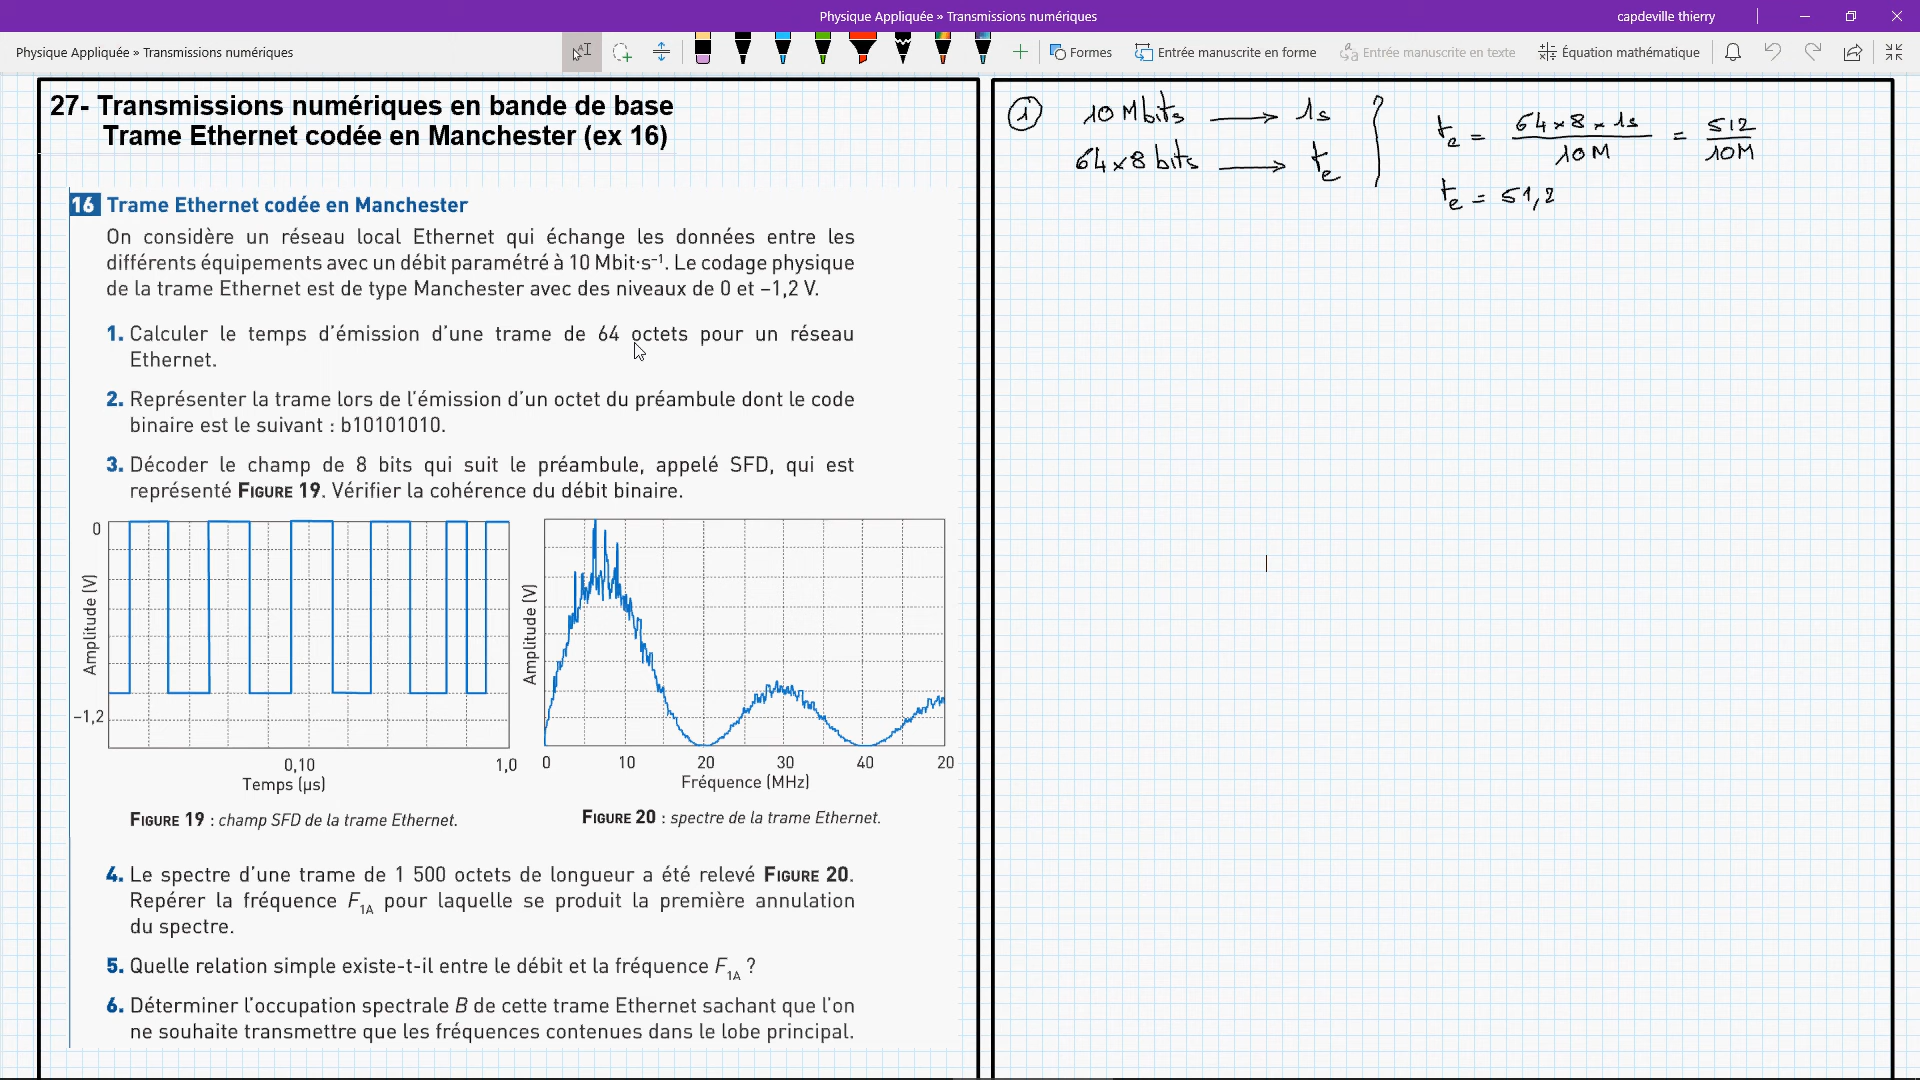 Physique Appliquée » Transmissions numériques
capdeville thierry
Physique Appliquée » Transmissions numériques
Formes
Entrée manuscrite en forme
Entrée manuscrite en texte
Équation mathématique
27- Transmissions numériques en bande de base
Trame Ethernet codée en Manchester (ex 16)
16 Trame Ethernet codée en Manchester
On considère un réseau local Ethernet qui échange les données entre les
différents équipements avec un débit paramétré à 10 Mbit·s⁻¹. Le codage physique
de la trame Ethernet est de type Manchester avec des niveaux de 0 et –1,2 V.
1. Calculer le temps d'émission d'une trame de 64 octets pour un réseau
Ethernet.
2. Représenter la trame lors de l'émission d'un octet du préambule dont le code
binaire est le suivant : b10101010.
3. Décoder le champ de 8 bits qui suit le préambule, appelé SFD, qui est
représenté FIGURE 19. Vérifier la cohérence du débit binaire.
0
–1,2
Amplitude (V)
0,10
1,0
Temps (µs)
FIGURE 19 : champ SFD de la trame Ethernet.
Amplitude (V)
0 10 20 30 40 20
Fréquence (MHz)
FIGURE 20 : spectre de la trame Ethernet.
4. Le spectre d'une trame de 1 500 octets de longueur a été relevé FIGURE 20.
Repérer la fréquence F1A pour laquelle se produit la première annulation
du spectre.
5. Quelle relation simple existe-t-il entre le débit et la fréquence F1A ?
6. Déterminer l'occupation spectrale B de cette trame Ethernet sachant que l'on
ne souhaite transmettre que les fréquences contenues dans le lobe principal.
1 10 Mbits → 1s
64×8 bits → te
te = 64×8×1s / 10M = 512 / 10M
te = 51,2